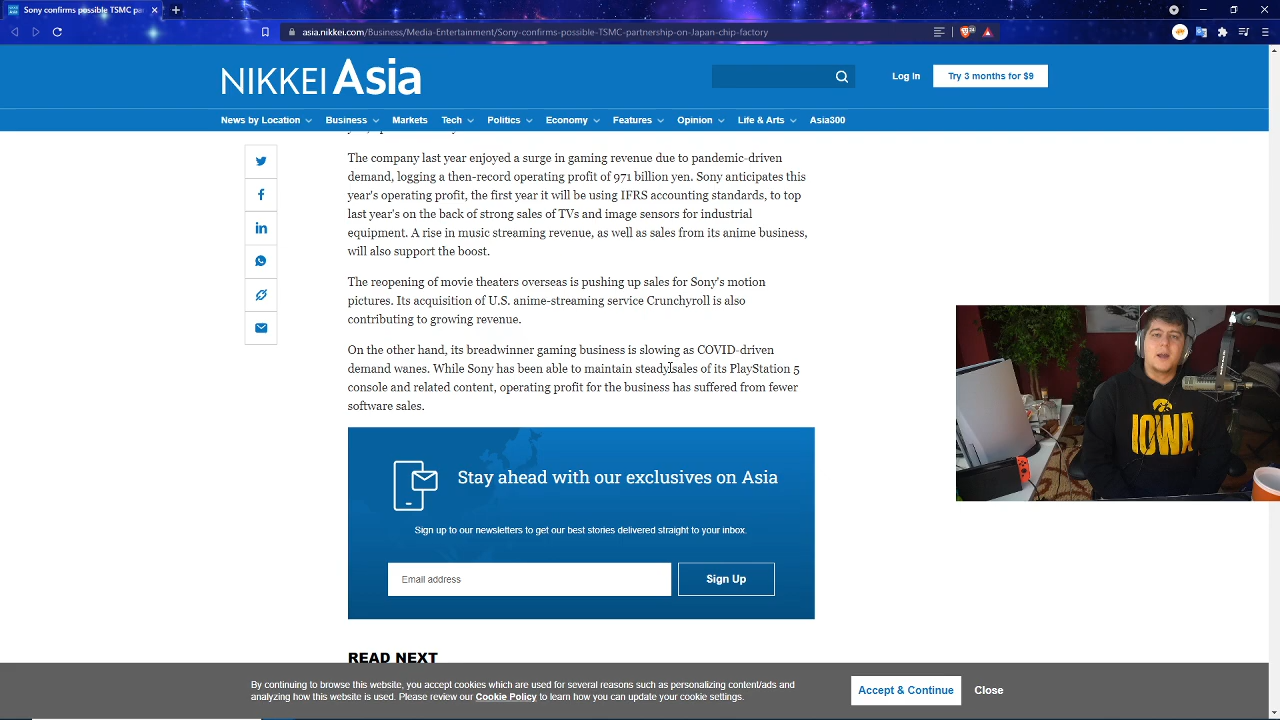 Sony confirms possible TSMC par
asia.nikkei.com/Business/Media-Entertainment/Sony-confirms-possible-TSMC-partnership-on-Japan-chip-factory
NIKKEI Asia
Log In
Try 3 months for $9
News by Location
Business
Markets
Tech
Politics
Economy
Features
Opinion
Life & Arts
Asia300
The company last year enjoyed a surge in gaming revenue due to pandemic-driven
demand, logging a then-record operating profit of 971 billion yen. Sony anticipates this
year's operating profit, the first year it will be using IFRS accounting standards, to top
last year's on the back of strong sales of TVs and image sensors for industrial
equipment. A rise in music streaming revenue, as well as sales from its anime business,
will also support the boost.
The reopening of movie theaters overseas is pushing up sales for Sony's motion
pictures. Its acquisition of U.S. anime-streaming service Crunchyroll is also
contributing to growing revenue.
On the other hand, its breadwinner gaming business is slowing as COVID-driven
demand wanes. While Sony has been able to maintain steady sales of its PlayStation 5
console and related content, operating profit for the business has suffered from fewer
software sales.
IOWA
Stay ahead with our exclusives on Asia
Sign up to our newsletters to get our best stories delivered straight to your inbox.
Email address
Sign Up
READ NEXT
By continuing to browse this website, you accept cookies which are used for several reasons such as personalizing content/ads and
analyzing how this website is used. Please review our Cookie Policy to learn how you can update your cookie settings.
Accept & Continue
Close